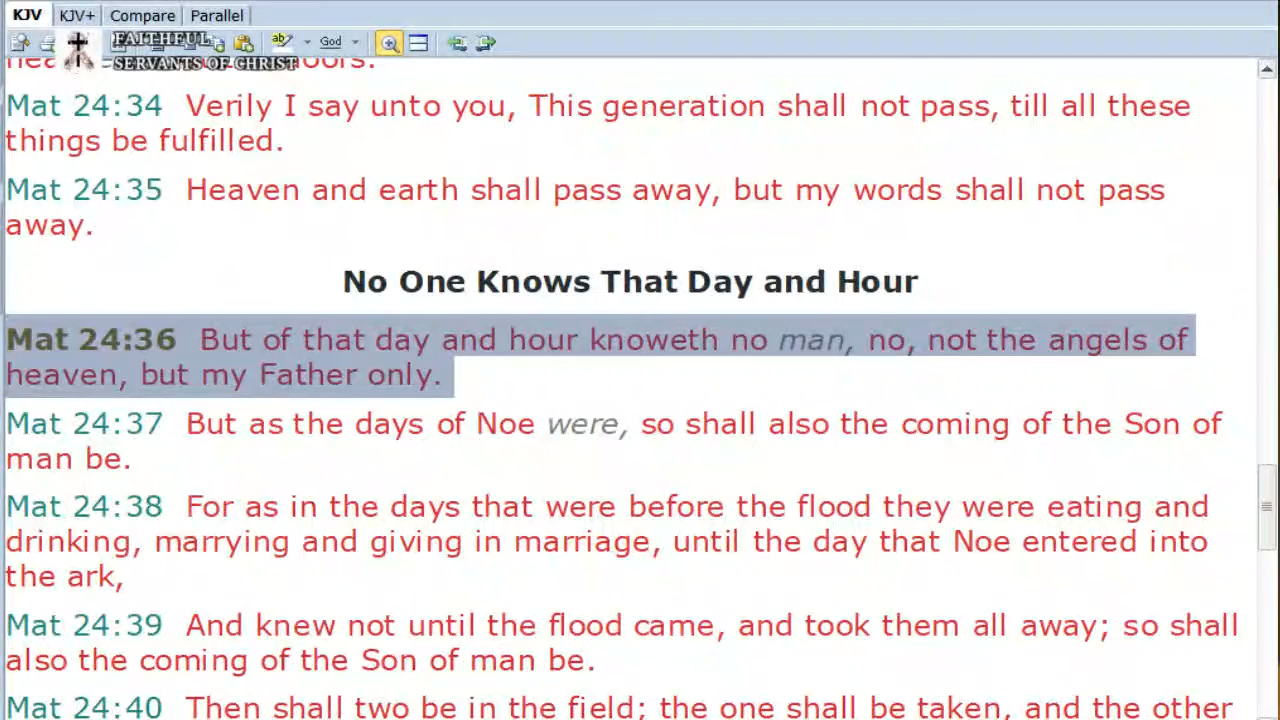 KJV KJV+ Compare Parallel
FAITHFUL
God
SERVANTS OF CHRIST
Mat 24:34 Verily I say unto you, This generation shall not pass, till all these
things be fulfilled.
Mat 24:35 Heaven and earth shall pass away, but my words shall not pass
away.
No One Knows That Day and Hour
Mat 24:36 But of that day and hour knoweth no man, no, not the angels of
heaven, but my Father only.
Mat 24:37 But as the days of Noe were, so shall also the coming of the Son of
man be.
Mat 24:38 For as in the days that were before the flood they were eating and
drinking, marrying and giving in marriage, until the day that Noe entered into
the ark,
Mat 24:39 And knew not until the flood came, and took them all away; so shall
also the coming of the Son of man be.
Mat 24:40 Then shall two be in the field; the one shall be taken, and the other